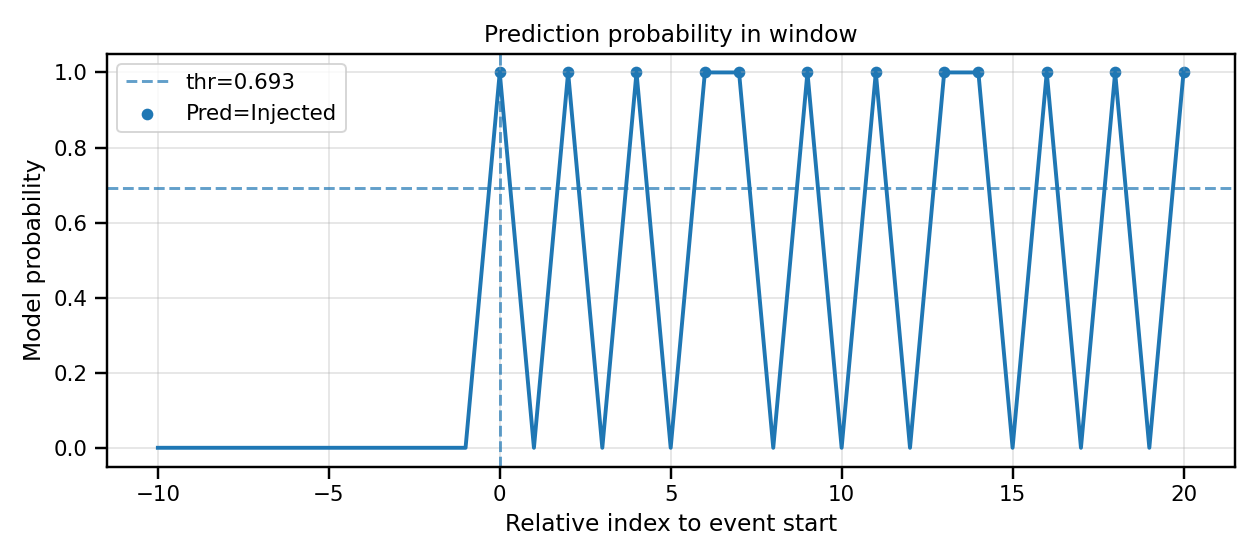 Prediction probability in window
thr=0.693
Pred=Injected
Model probability
1.0
0.8
0.6
0.4
0.2
0.0
−10
−5
0
5
10
15
20
Relative index to event start